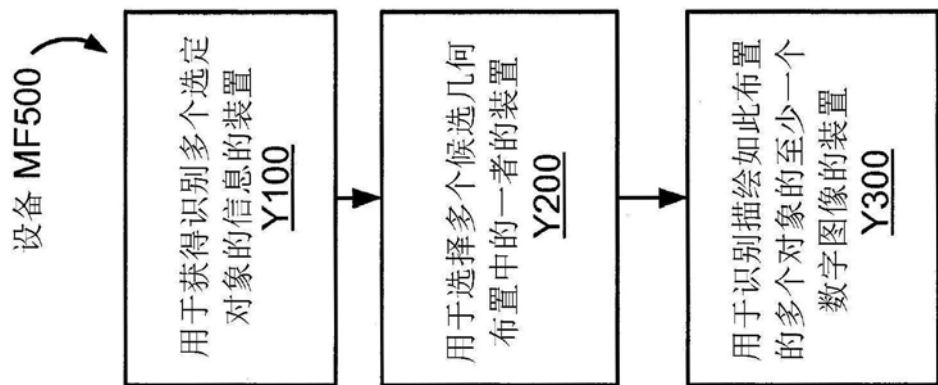 设备 MF500
用于获得识别多个选定
对象的信息的装置
Y100
用于选择多个候选几何
布置中的一者的装置
Y200
用于识别描绘如此布置
的多个对象的至少一个
数字图像的装置
Y300